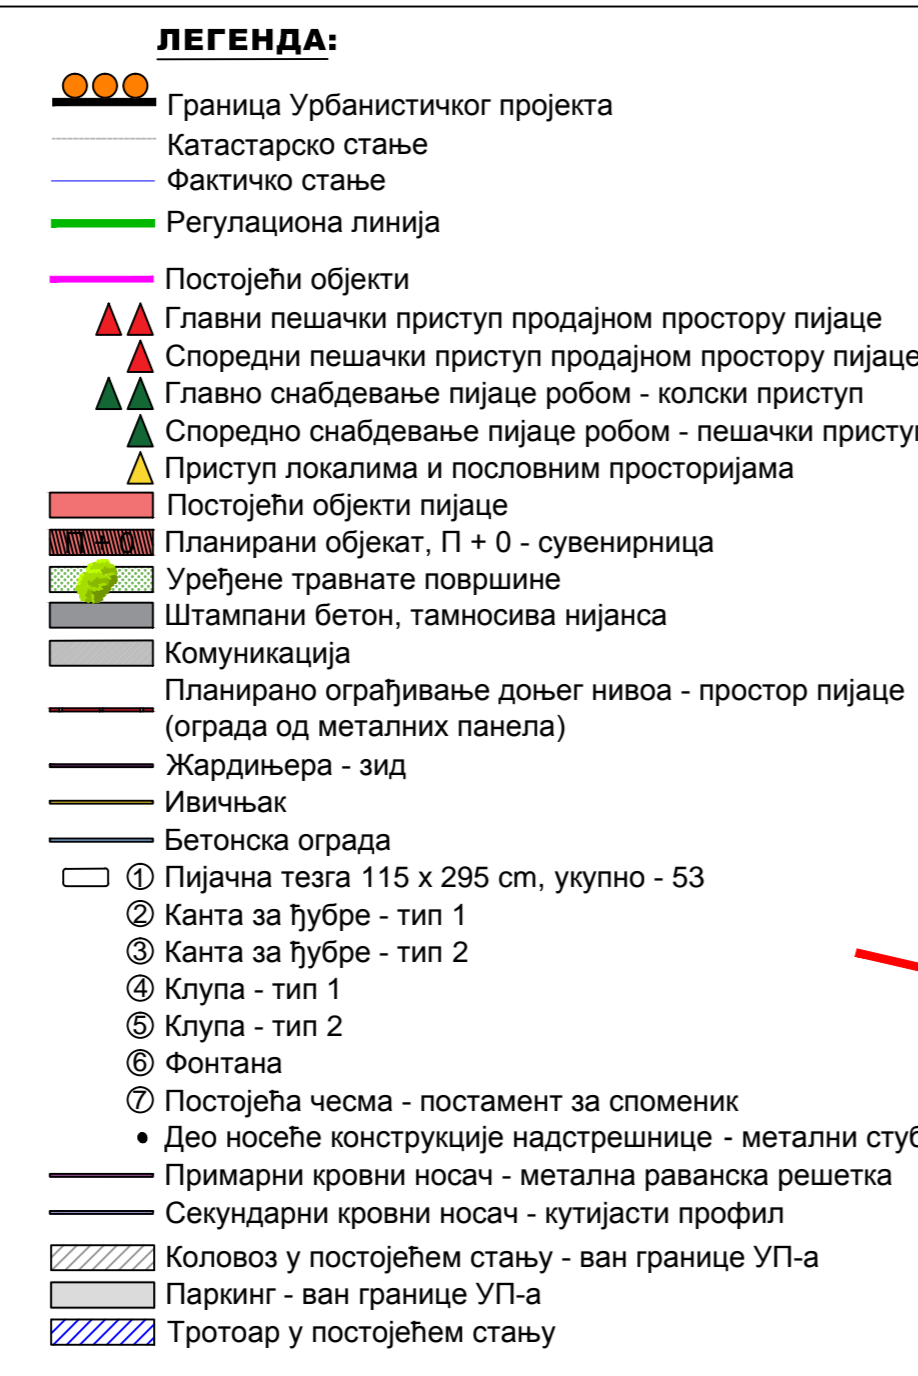 ЛЕГЕНДА:
Граница Урбанистичког пројекта
Катастарско стање
Фактичко стање
Регулациона линија
Постојећи објекти
Главни пешачки приступ продајном простору пијаце
Споредни пешачки приступ продајном простору пијаце
Главно снабдевање пијаце робом - колски приступ
Споредно снабдевање пијаце робом - пешачки приступ
Приступ локалима и пословним просторијама
Постојећи објекти пијаце
П + 0 Планирани објекат, П + 0 - сувенирница
Уређене травнате површине
Штампани бетон, тамносива нијанса
Комуникација
Планирано ограђивање доњег нивоа - простор пијаце
(ограда од металних панела)
Жардињера - зид
Ивичњак
Бетонска ограда
① Пијачна тезга 115 x 295 cm, укупно - 53
② Канта за ђубре - тип 1
③ Канта за ђубре - тип 2
④ Клупа - тип 1
⑤ Клупа - тип 2
⑥ Фонтана
⑦ Постојећа чесма - постамент за споменик
• Део носеће конструкције надстрешнице - метални стуб
Примарни кровни носач - метална раванска решетка
Секундарни кровни носач - кутијасти профил
Коловоз у постојећем стању - ван границе УП-а
Паркинг - ван границе УП-а
Тротоар у постојећем стању